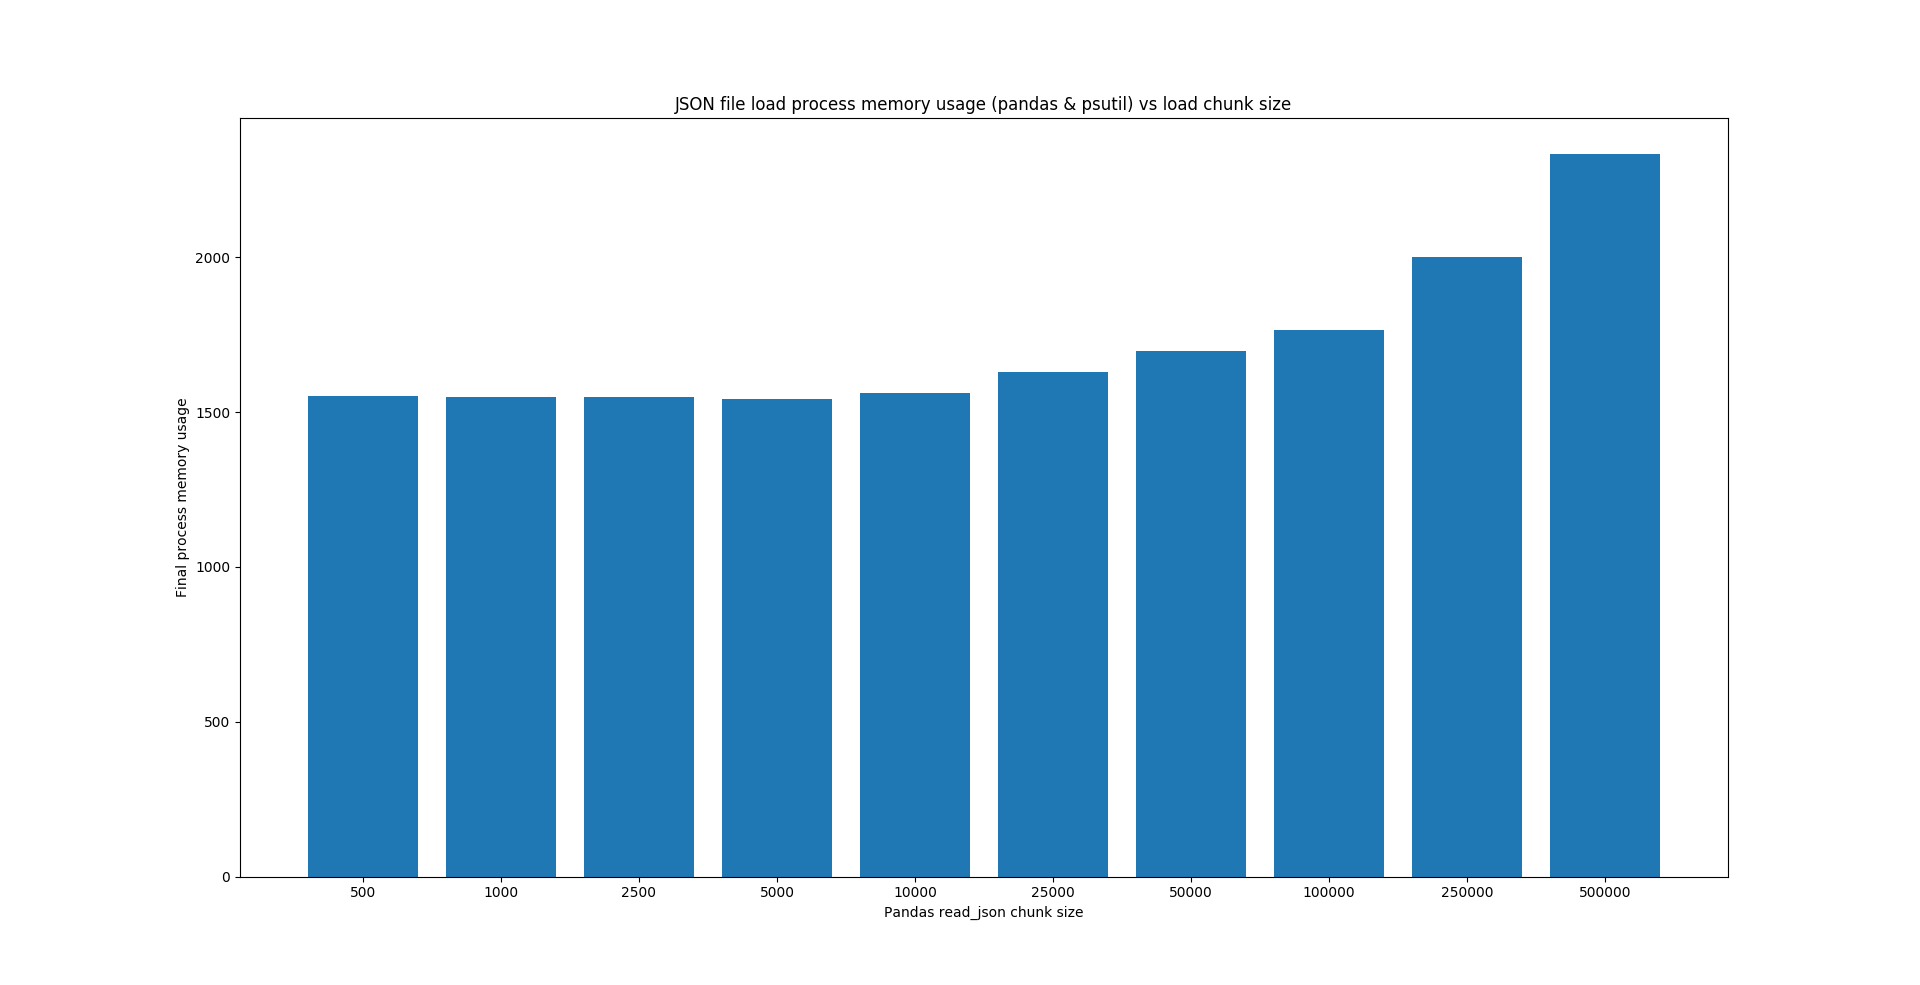 JSON file load process memory usage (pandas & psutil) vs load chunk size
Final process memory usage
2000
1500
1000
500
0
500 1000 2500 5000 10000 25000 50000 100000 250000 500000
Pandas read_json chunk size